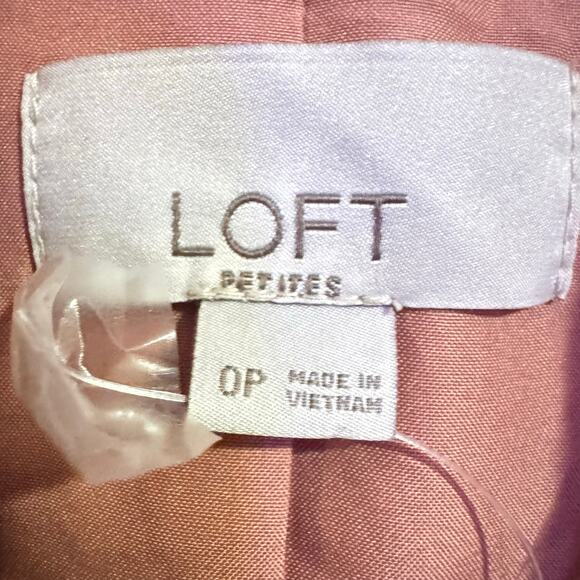 LOFT
PETITES
0P MADE IN
VIETNAM